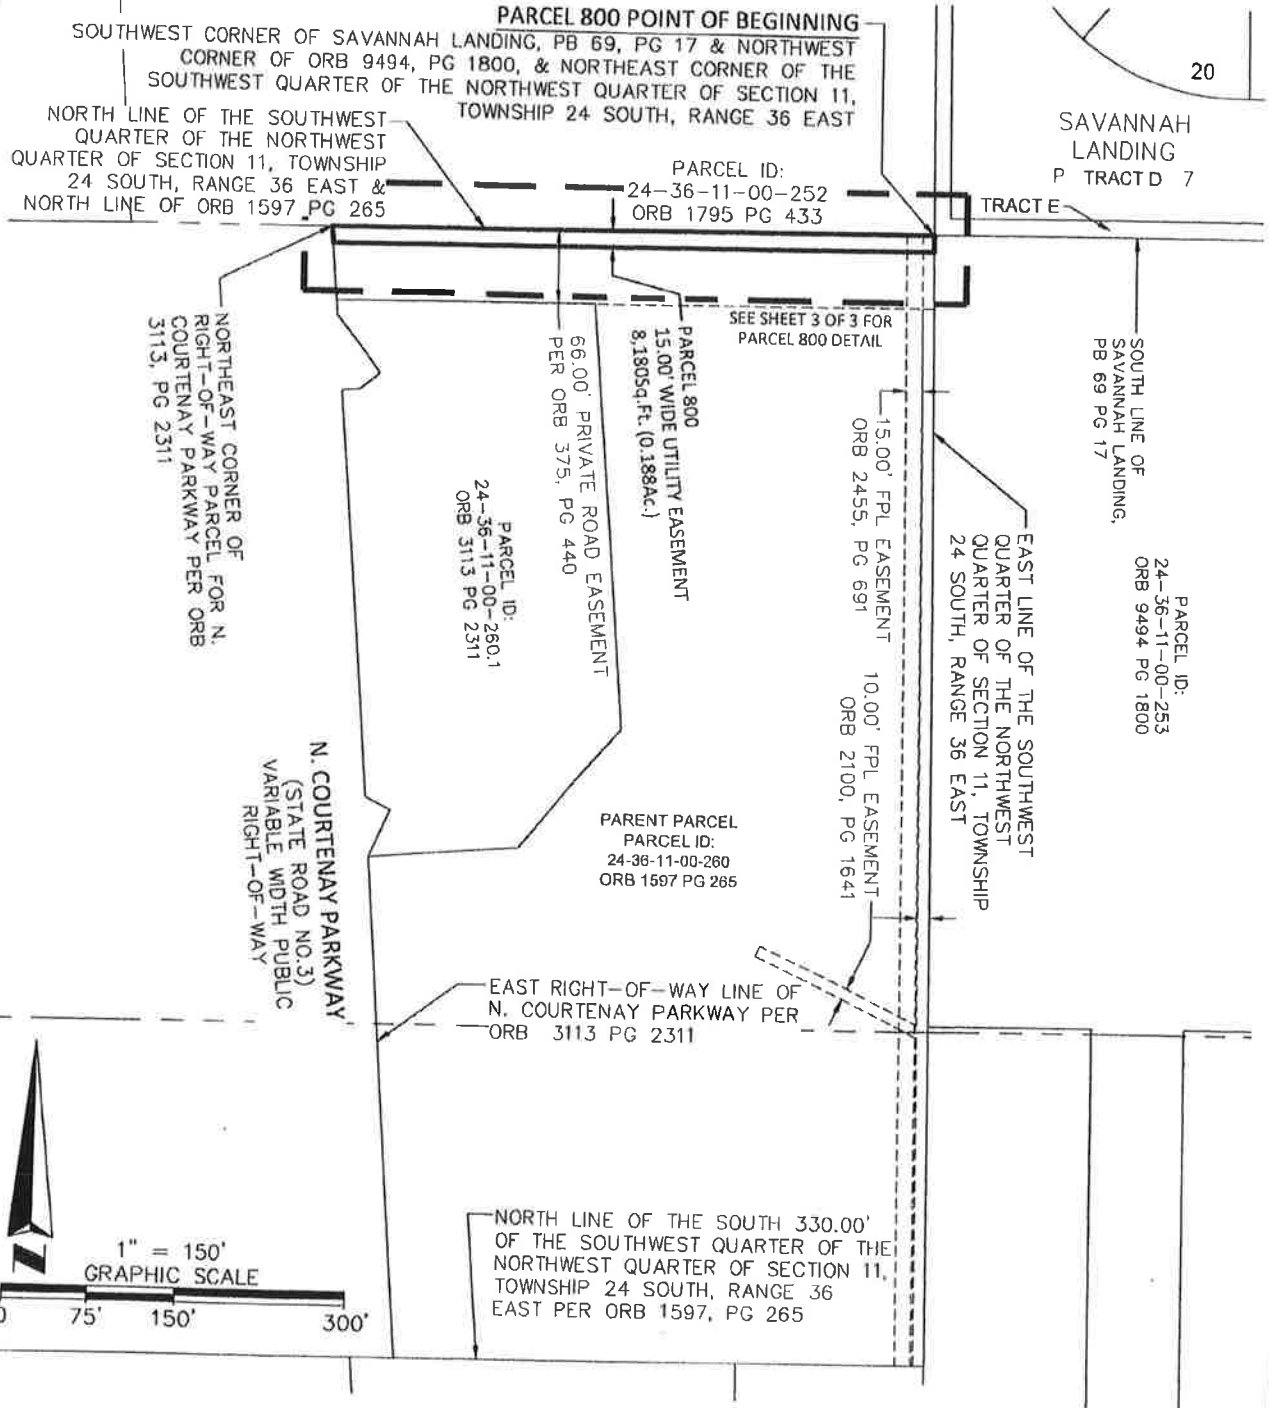 PARCEL 800 POINT OF BEGINNING
SOUTHWEST CORNER OF SAVANNAH LANDING, PB 69, PG 17 & NORTHWEST
CORNER OF ORB 9494, PG 1800, & NORTHEAST CORNER OF THE
SOUTHWEST QUARTER OF THE NORTHWEST QUARTER OF SECTION 11,
TOWNSHIP 24 SOUTH, RANGE 36 EAST
NORTH LINE OF THE SOUTHWEST
QUARTER OF THE NORTHWEST
QUARTER OF SECTION 11, TOWNSHIP
24 SOUTH, RANGE 36 EAST &
NORTH LINE OF ORB 1597 PG 265
PARCEL ID:
24-36-11-00-252
ORB 1795 PG 433
20
SAVANNAH
LANDING
P TRACT D 7
TRACT E
NORTHEAST CORNER OF
RIGHT-OF-WAY PARCEL FOR N.
COURTENAY PARKWAY PER ORB
3113, PG 2311
SEE SHEET 3 OF 3 FOR
PARCEL 800 DETAIL
PARCEL 800
15.00' WIDE UTILITY EASEMENT
8,180Sq.Ft. (0.188Ac.)
66.00' PRIVATE ROAD EASEMENT
PER ORB 375, PG 440
PARCEL ID:
24-36-11-00-260.1
ORB 3113 PG 2311
15.00' FPL EASEMENT
ORB 2455, PG 691
10.00' FPL EASEMENT
ORB 2100, PG 1641
SOUTH LINE OF
SAVANNAH LANDING,
PB 69 PG 17
EAST LINE OF THE SOUTHWEST
QUARTER OF THE NORTHWEST
QUARTER OF SECTION 11, TOWNSHIP
24 SOUTH, RANGE 36 EAST
PARCEL ID:
24-36-11-00-253
ORB 9494 PG 1800
PARENT PARCEL
PARCEL ID:
24-36-11-00-260
ORB 1597 PG 265
N. COURTENAY PARKWAY
(STATE ROAD NO.3)
VARIABLE WIDTH PUBLIC
RIGHT-OF-WAY
EAST RIGHT-OF-WAY LINE OF
N. COURTENAY PARKWAY PER
ORB 3113 PG 2311
NORTH LINE OF THE SOUTH 330.00'
OF THE SOUTHWEST QUARTER OF THE
NORTHWEST QUARTER OF SECTION 11,
TOWNSHIP 24 SOUTH, RANGE 36
EAST PER ORB 1597, PG 265
N
1" = 150'
GRAPHIC SCALE
0 75' 150' 300'